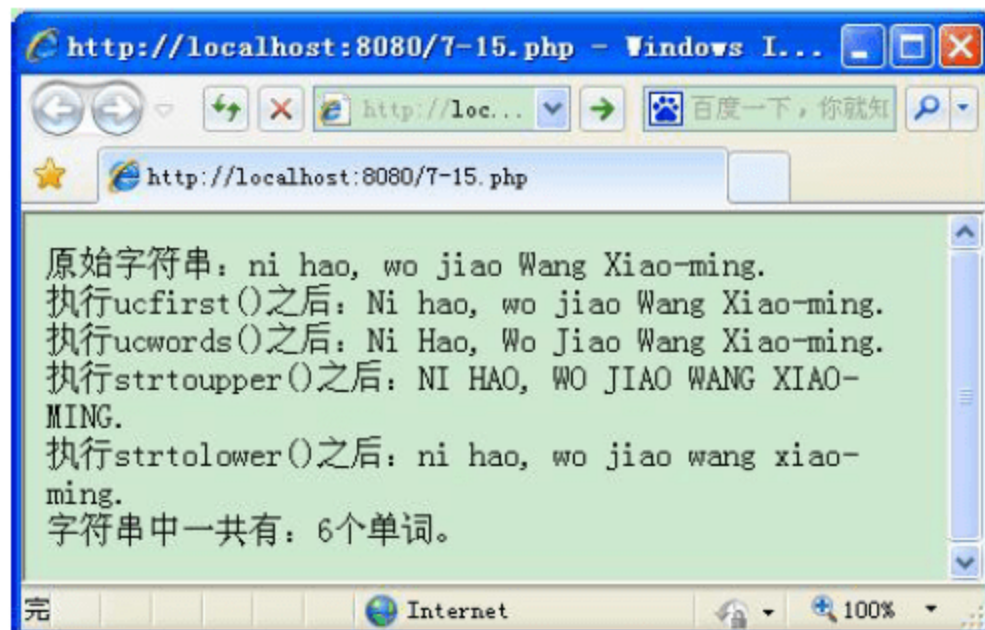 http://localhost:8080/7-15.php - Windows I...
http://loc...
百度一下，你就知
http://localhost:8080/7-15.php
原始字符串：ni hao, wo jiao Wang Xiao-ming.
执行ucfirst()之后：Ni hao, wo jiao Wang Xiao-ming.
执行ucwords()之后：Ni Hao, Wo Jiao Wang Xiao-ming.
执行strtoupper()之后：NI HAO, WO JIAO WANG XIAO-
MING.
执行strtolower()之后：ni hao, wo jiao wang xiao-
ming.
字符串中一共有：6个单词。
完
Internet
100%